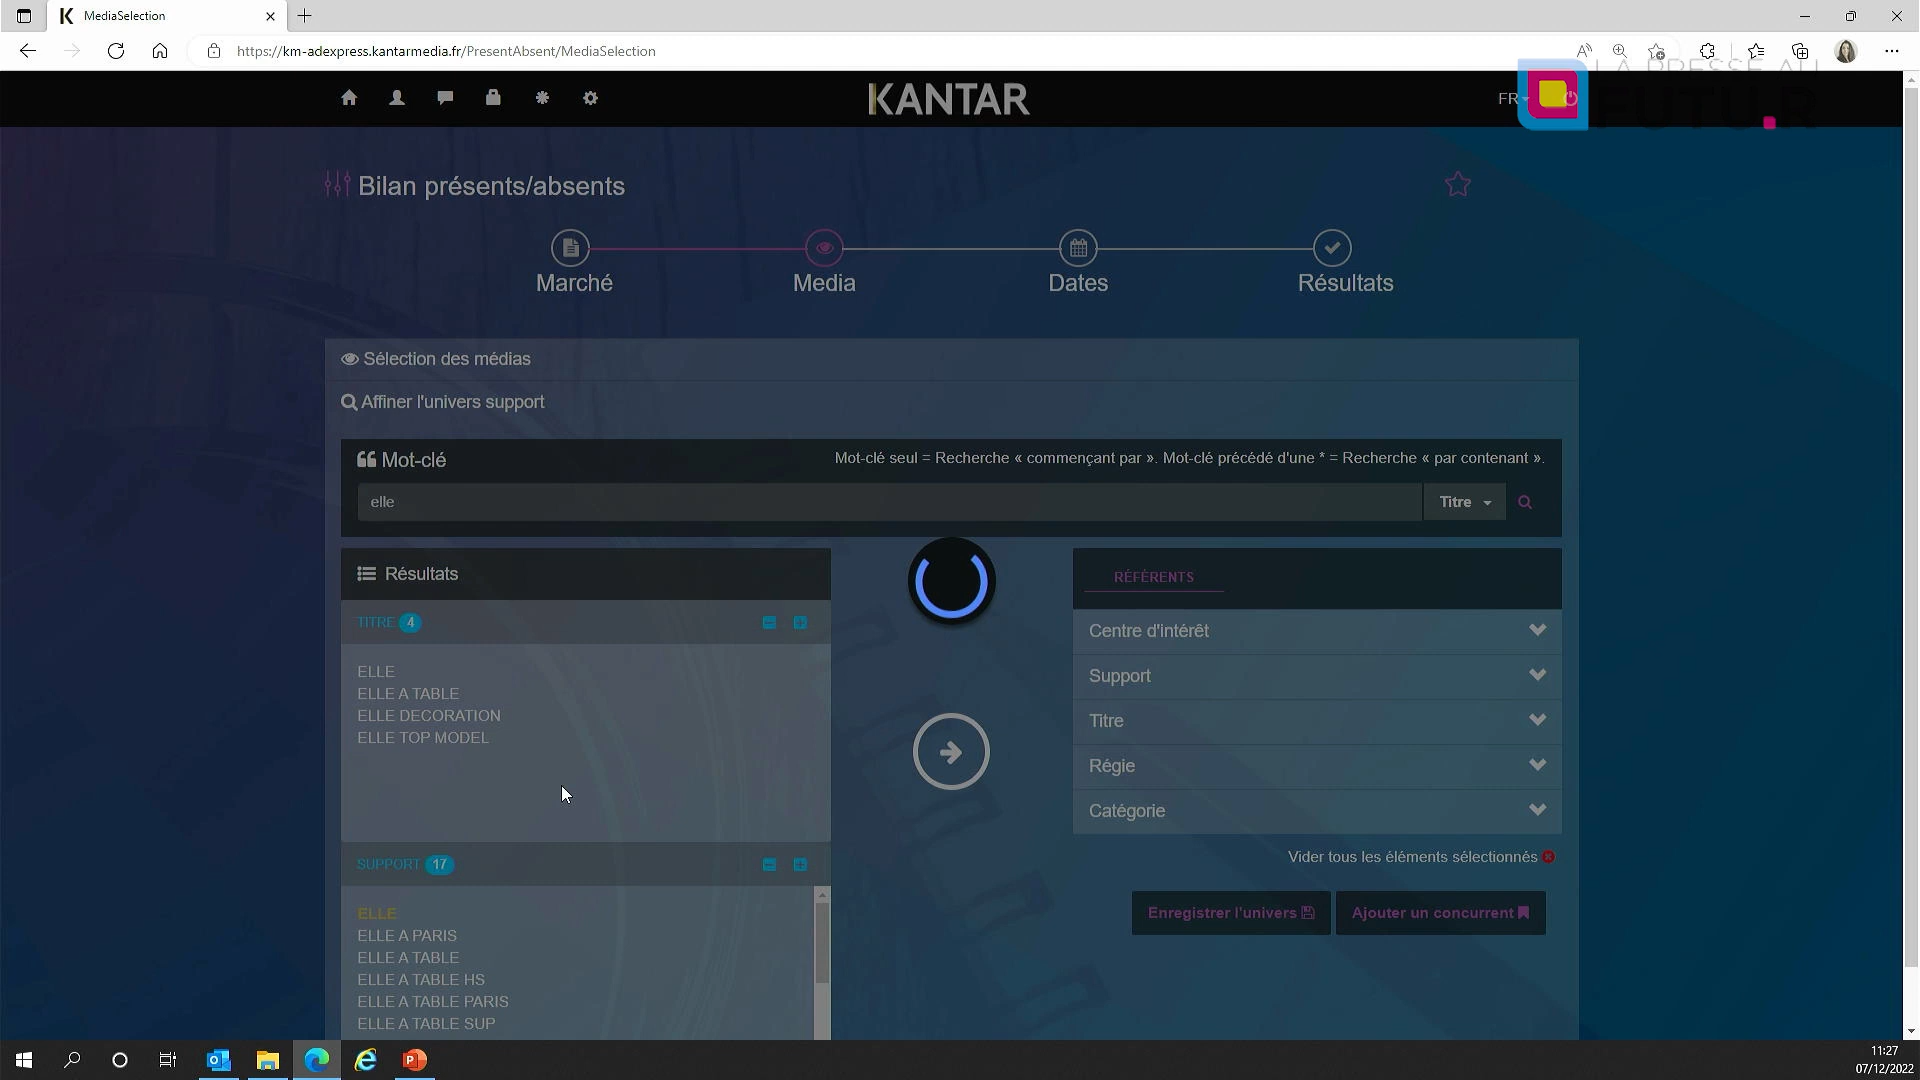 MediaSelection
https://km-adexpress.kantarmedia.fr/PresentAbsent/MediaSelection
LA PRESSE AU
FUTU.R
KANTAR
FR
Bilan présents/absents
Marché
Media
Dates
Résultats
Sélection des médias
Affiner l'univers support
Mot-clé
Mot-clé seul = Recherche « commençant par ». Mot-clé précédé d'une * = Recherche « par contenant ».
elle
Titre
Résultats
TITRE 4
ELLE
ELLE A TABLE
ELLE DECORATION
ELLE TOP MODEL
SUPPORT 17
ELLE
ELLE A PARIS
ELLE A TABLE
ELLE A TABLE HS
ELLE A TABLE PARIS
ELLE A TABLE SUP
RÉFÉRENTS
Centre d'intérêt
Support
Titre
Régie
Catégorie
Vider tous les éléments sélectionnés
Enregistrer l'univers
Ajouter un concurrent
11:27
07/12/2022